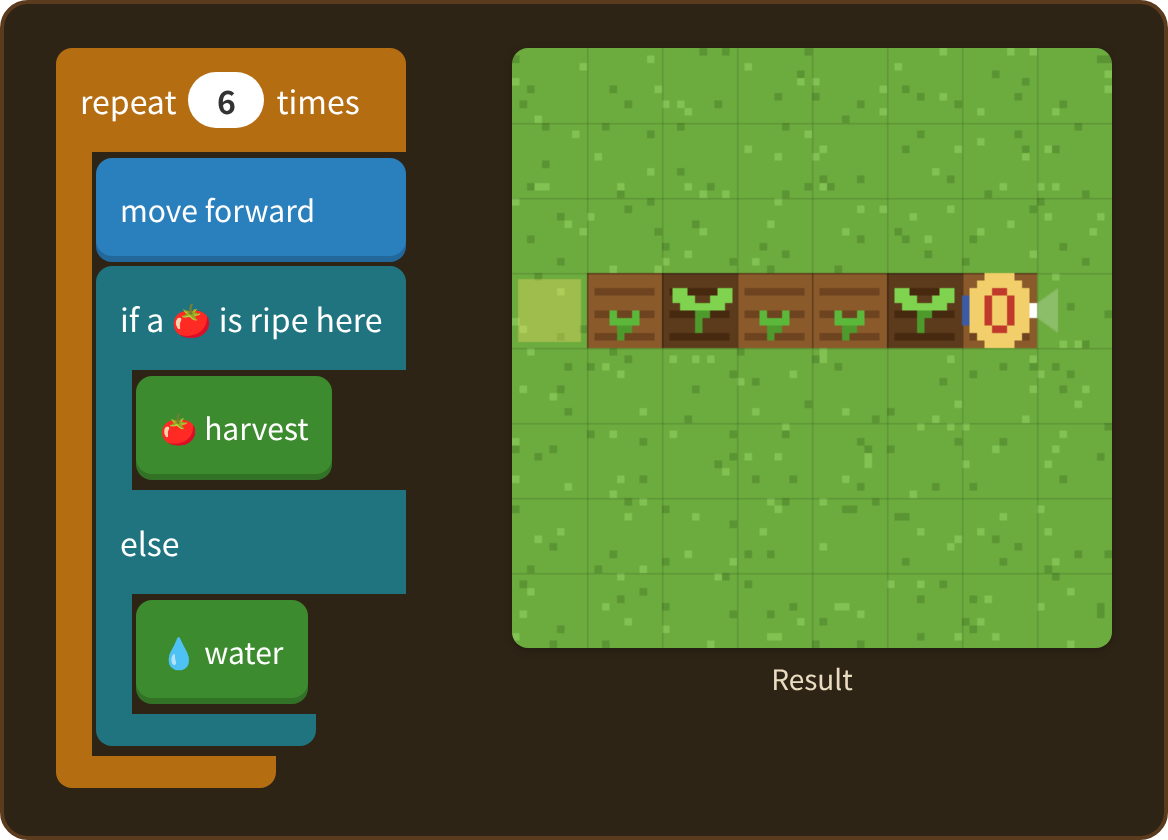 repeat 6 times
move forward
if a 🍅 is ripe here
🍅 harvest
else
💧 water
Result